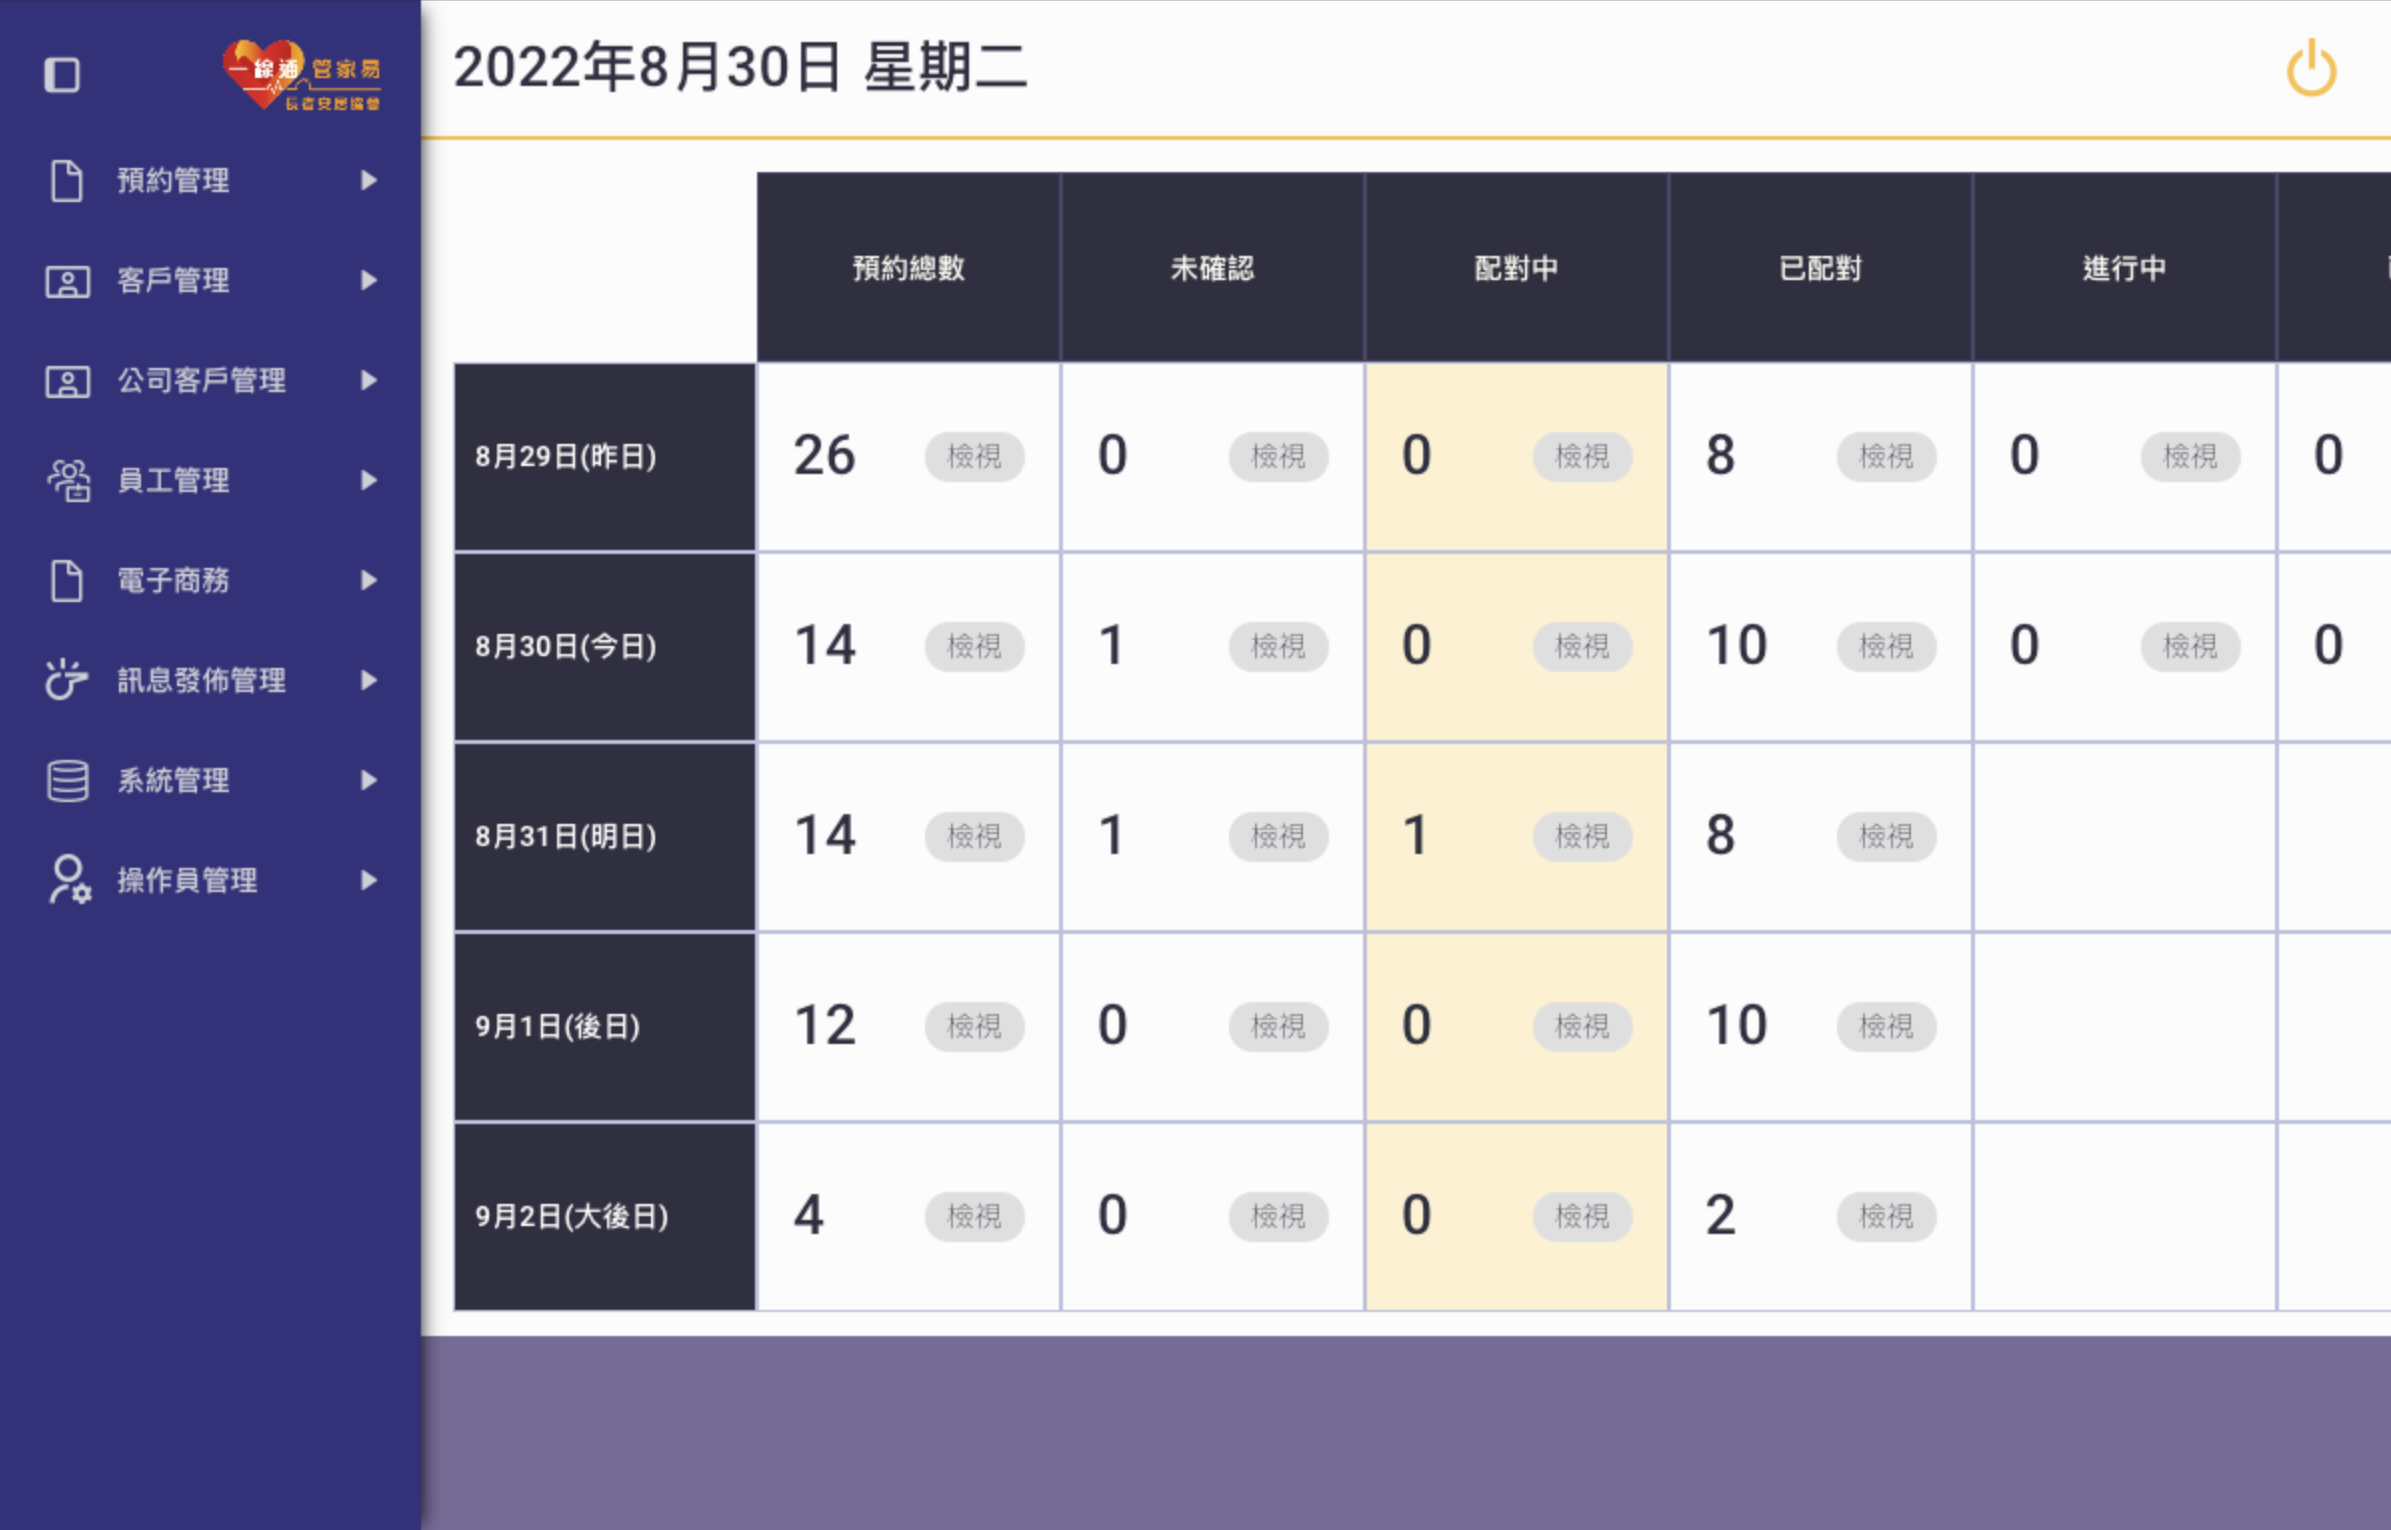 一線通 管家易
長者安居協會
預約管理
客戶管理
公司客戶管理
員工管理
電子商務
訊息發佈管理
系統管理
操作員管理
2022年8月30日 星期二
預約總數 未確認 配對中 已配對 進行中
8月29日(昨日) 26 檢視 0 檢視 0 檢視 8 檢視 0 檢視 0
8月30日(今日) 14 檢視 1 檢視 0 檢視 10 檢視 0 檢視 0
8月31日(明日) 14 檢視 1 檢視 1 檢視 8 檢視
9月1日(後日) 12 檢視 0 檢視 0 檢視 10 檢視
9月2日(大後日) 4 檢視 0 檢視 0 檢視 2 檢視